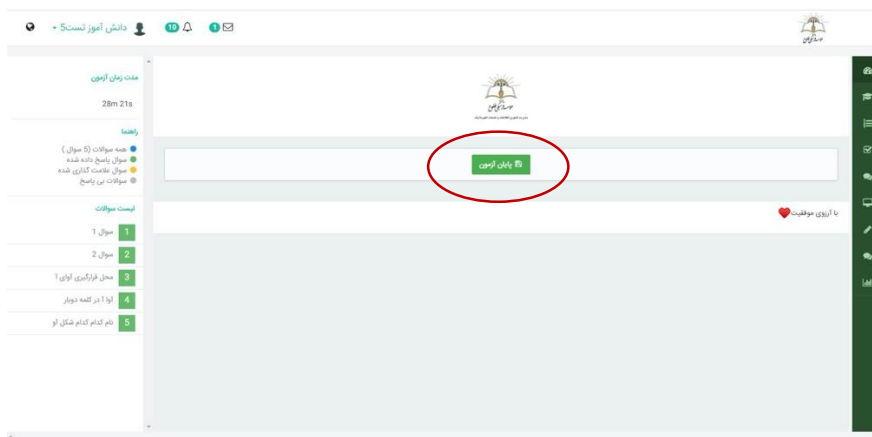 دانش آموز تست5
10
1
مدت زمان آزمون
28m 21s
راهنما
همه سوالات (5 سوال )
سوال پاسخ داده شده
سوال علامت گذاری شده
سوالات بی پاسخ
لیست سوالات
1 سوال 1
2 سوال 2
3 محل قرارگیری آوای آ
4 آوا آ در کلمه دوبار
5 نام کدام کدام شکل او
پایان آزمون
با آرزوی موفقیت